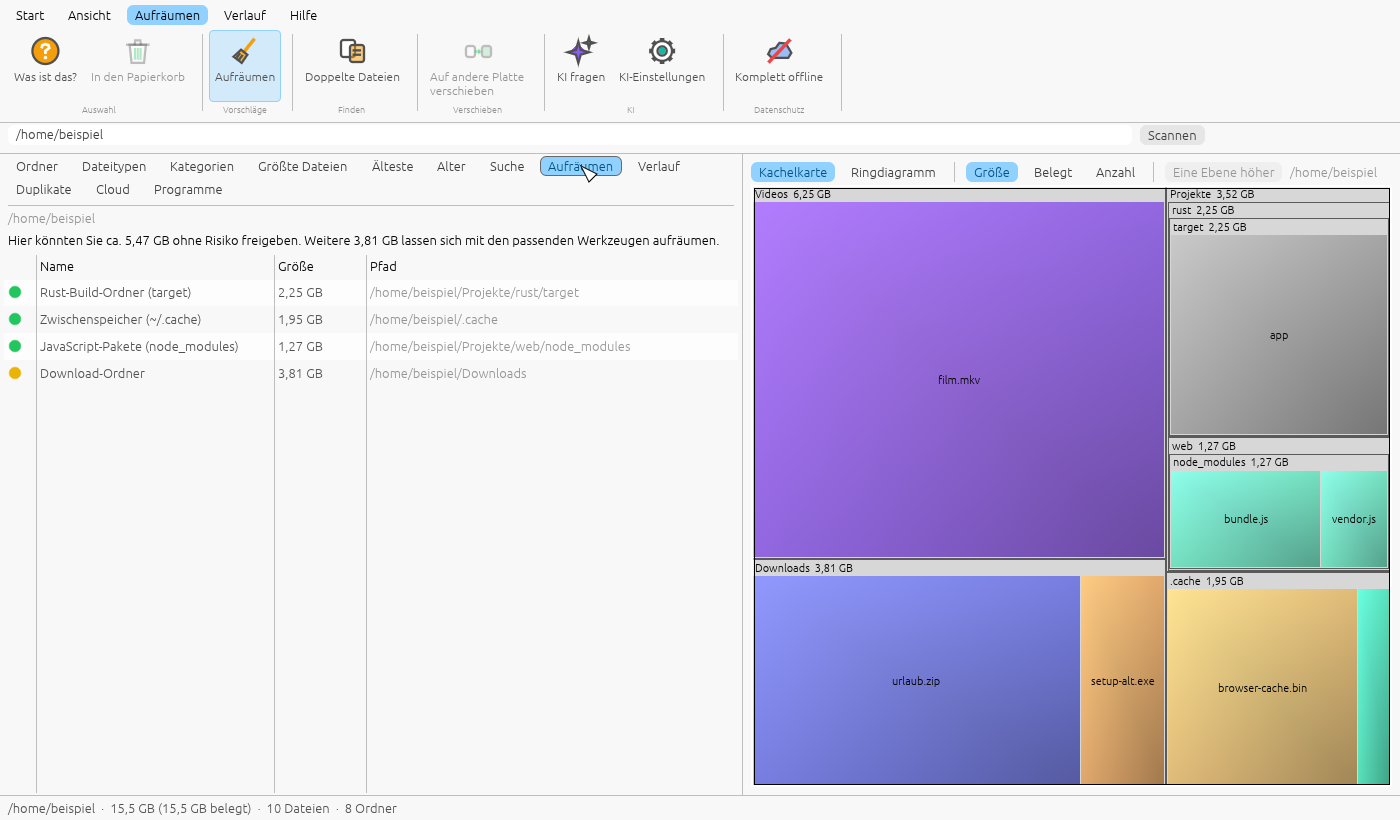 Start Ansicht Aufräumen Verlauf Hilfe
Was ist das? In den Papierkorb Aufräumen Doppelte Dateien Auf andere Platte verschieben KI fragen KI-Einstellungen Komplett offline
Auswahl Vorschläge Finden Verschieben KI Datenschutz
/home/beispiel Scannen
Ordner Dateitypen Kategorien Größte Dateien Älteste Alter Suche Aufräumen Verlauf
Duplikate Cloud Programme
/home/beispiel
Hier könnten Sie ca. 5,47 GB ohne Risiko freigeben. Weitere 3,81 GB lassen sich mit den passenden Werkzeugen aufräumen.
Name Größe Pfad
Rust-Build-Ordner (target) 2,25 GB /home/beispiel/Projekte/rust/target
Zwischenspeicher (~/.cache) 1,95 GB /home/beispiel/.cache
JavaScript-Pakete (node_modules) 1,27 GB /home/beispiel/Projekte/web/node_modules
Download-Ordner 3,81 GB /home/beispiel/Downloads
Kachelkarte Ringdiagramm Größe Belegt Anzahl Eine Ebene höher /home/beispiel
Videos 6,25 GB
film.mkv
Downloads 3,81 GB
urlaub.zip
setup-alt.exe
Projekte 3,52 GB
rust 2,25 GB
target 2,25 GB
app
web 1,27 GB
node_modules 1,27 GB
bundle.js
vendor.js
.cache 1,95 GB
browser-cache.bin
/home/beispiel · 15,5 GB (15,5 GB belegt) · 10 Dateien · 8 Ordner